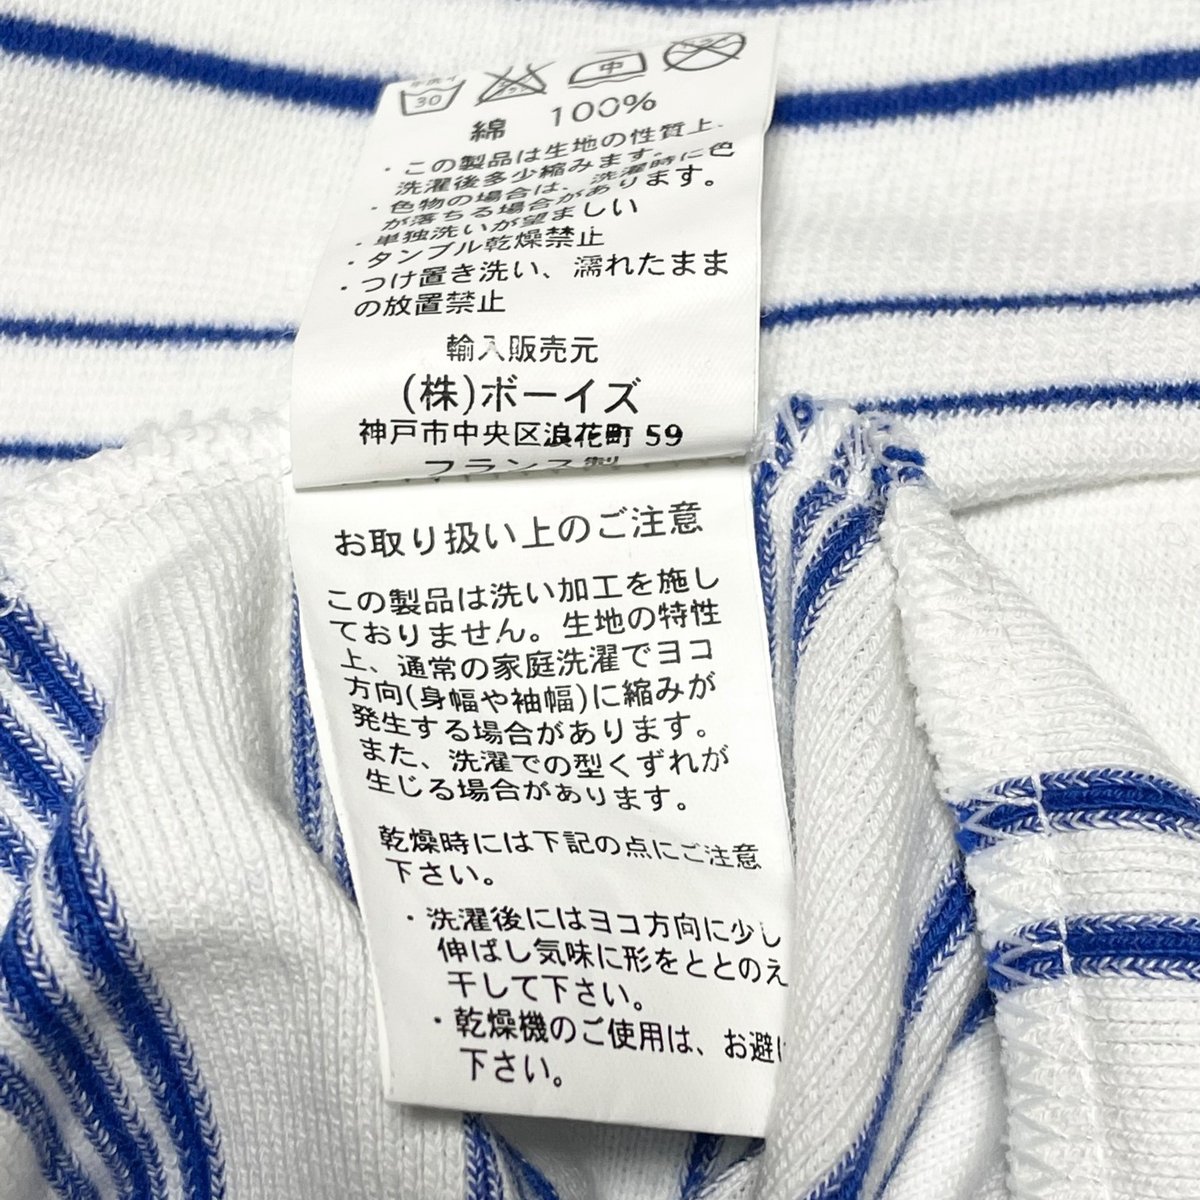 30 中
綿 100%
・この製品は生地の性質上、
洗濯後多少縮みます。
・色物の場合は、洗濯時に色
が落ちる場合があります。
・単独洗いが望ましい
・タンブル乾燥禁止
・つけ置き洗い、濡れたまま
の放置禁止
輸入販売元
(株)ボーイズ
神戸市中央区浪花町 59
フランス製
お取り扱い上のご注意
この製品は洗い加工を施し
ておりません。生地の特性
上、通常の家庭洗濯でヨコ
方向(身幅や袖幅)に縮みが
発生する場合があります。
また、洗濯での型くずれが
生じる場合があります。
乾燥時には下記の点にご注意
下さい。
・洗濯後にはヨコ方向に少し
伸ばし気味に形をととのえ
干して下さい。
・乾燥機のご使用は、お避け
下さい。